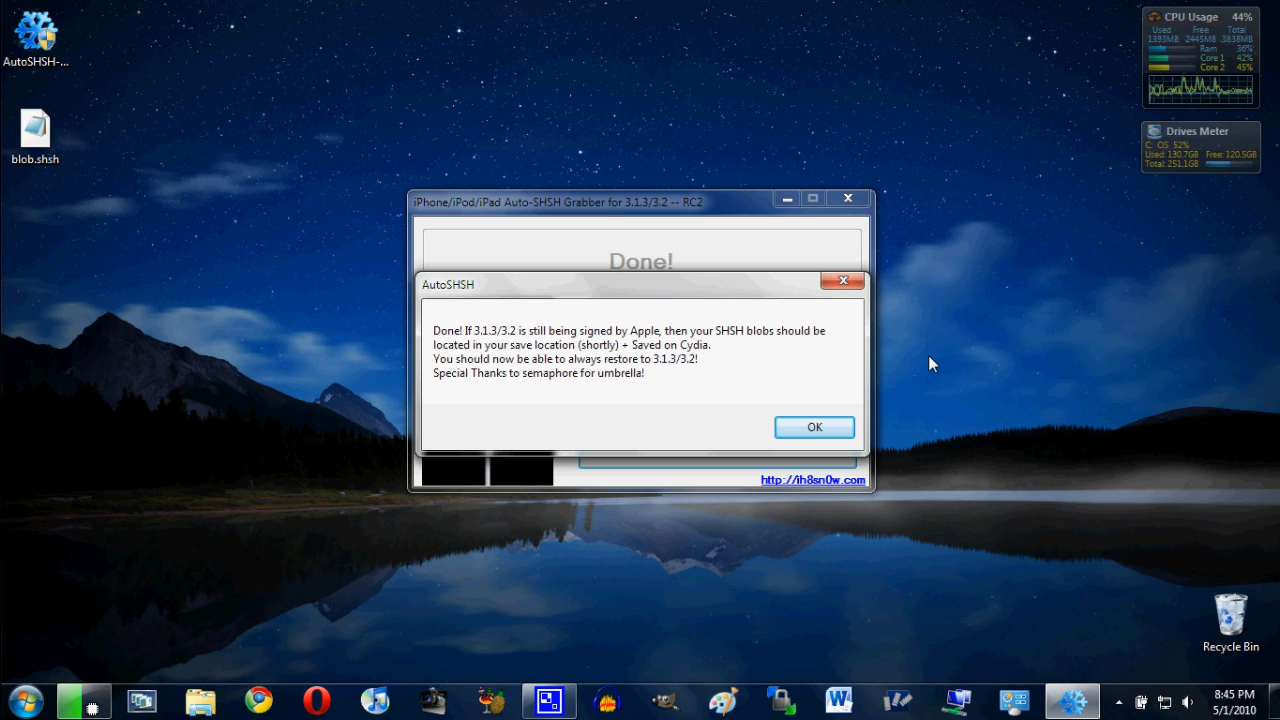 AutoSHSH-...
blob.shsh
CPU Usage 44%
Used Free Total
1393MB 2445MB 3838MB
Ram 36%
Core 1 42%
Core 2 45%
Drives Meter
C: OS 52%
Used: 130.7GB Free: 120.5GB
Total: 251.1GB
iPhone/iPod/iPad Auto-SHSH Grabber for 3.1.3/3.2 -- RC2
Done!
AutoSHSH
Done! If 3.1.3/3.2 is still being signed by Apple, then your SHSH blobs should be
located in your save location (shortly) + Saved on Cydia.
You should now be able to always restore to 3.1.3/3.2!
Special Thanks to semaphore for umbrella!
OK
http://ih8sn0w.com
Recycle Bin
8:45 PM
5/1/2010